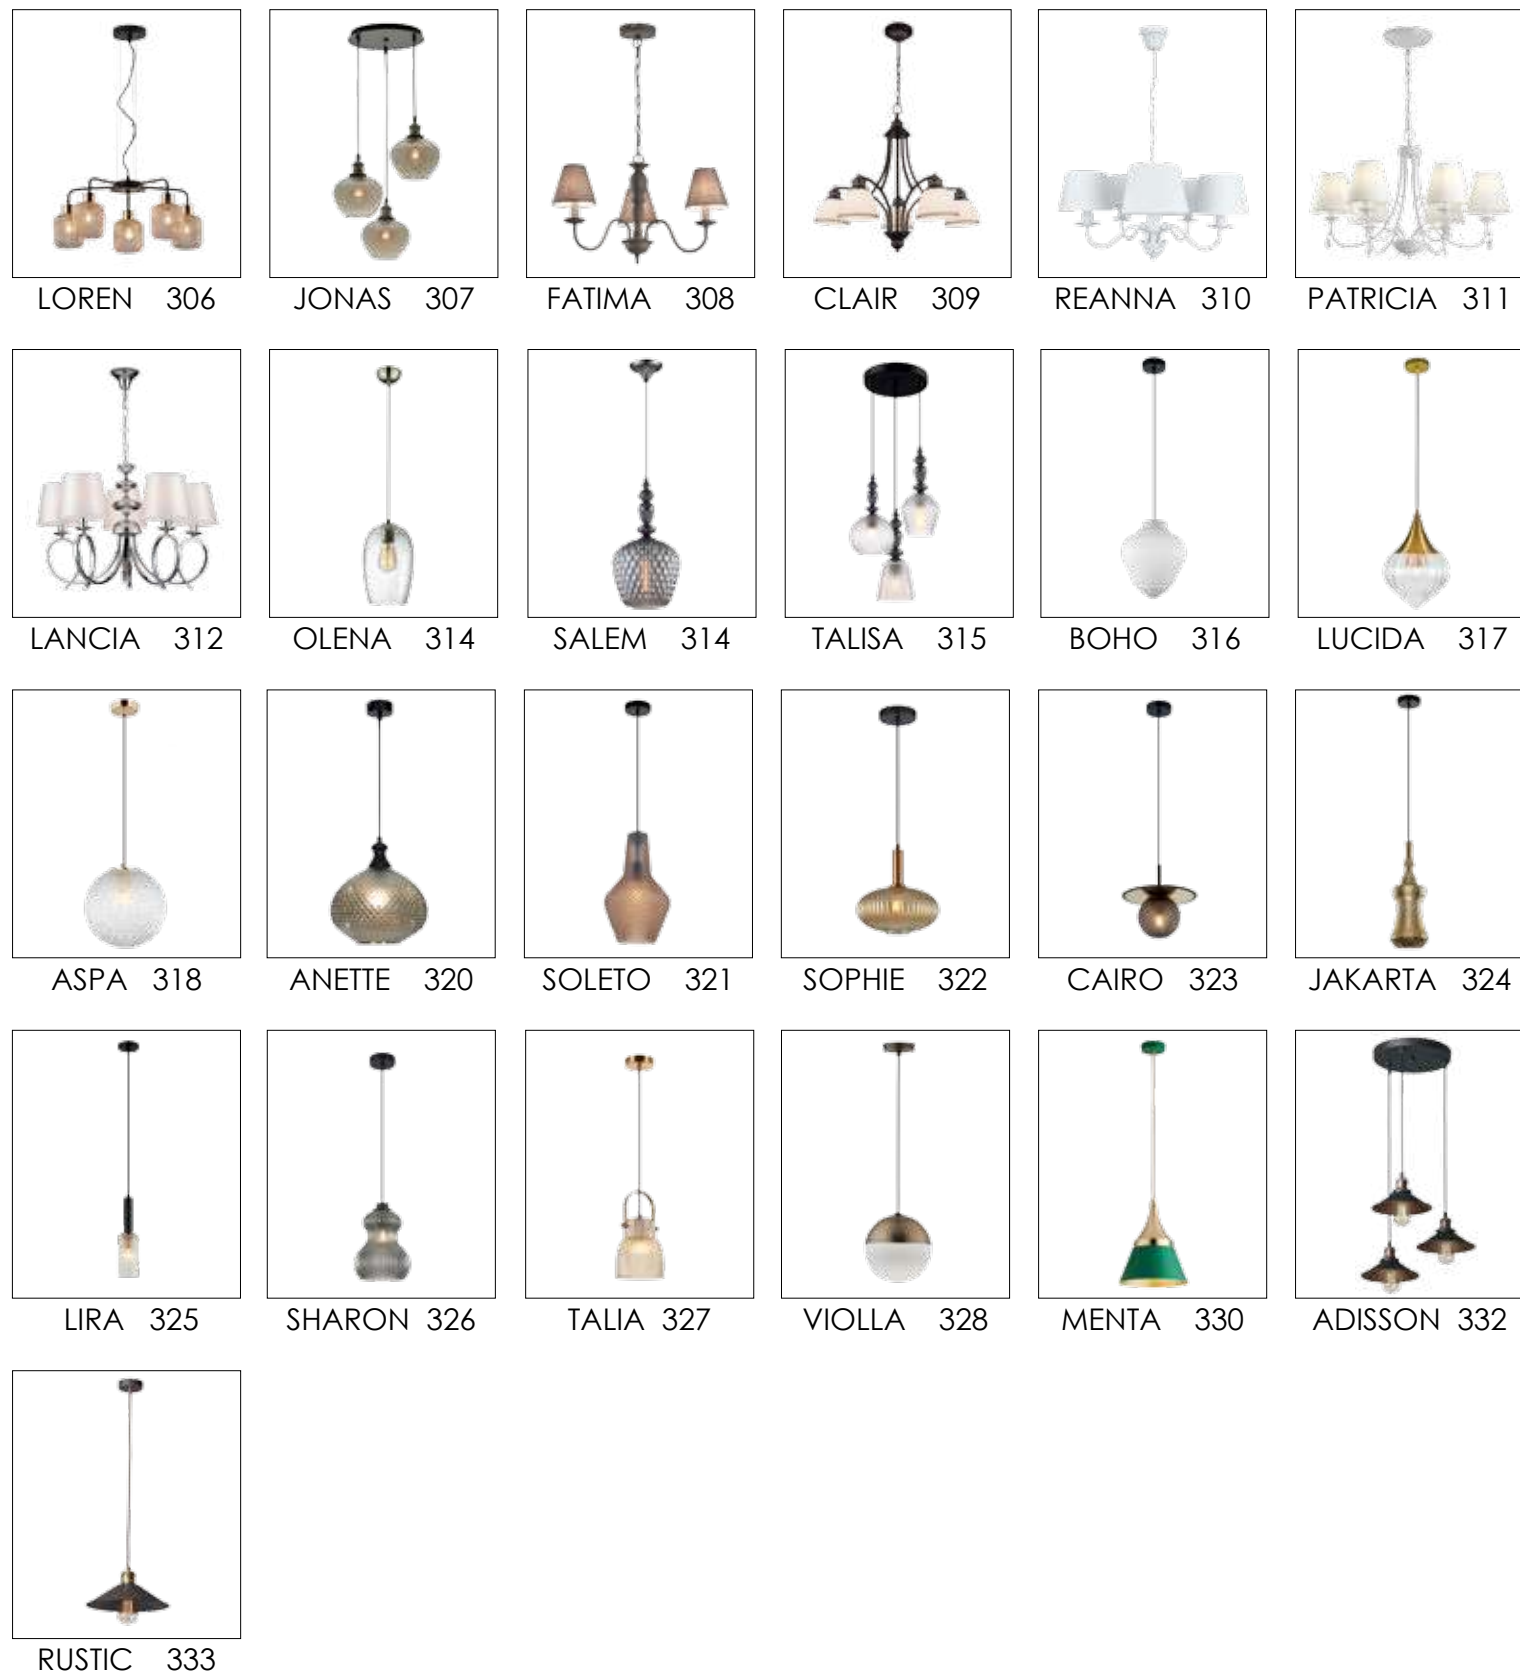 LOREN 306 JONAS 307 FATIMA 308 CLAIR 309 REANNA 310 PATRICIA 311
LANCIA 312 OLENA 314 SALEM 314 TALISA 315 BOHO 316 LUCIDA 317
ASPA 318 ANETTE 320 SOLETO 321 SOPHIE 322 CAIRO 323 JAKARTA 324
LIRA 325 SHARON 326 TALIA 327 VIOLLA 328 MENTA 330 ADISSON 332
RUSTIC 333